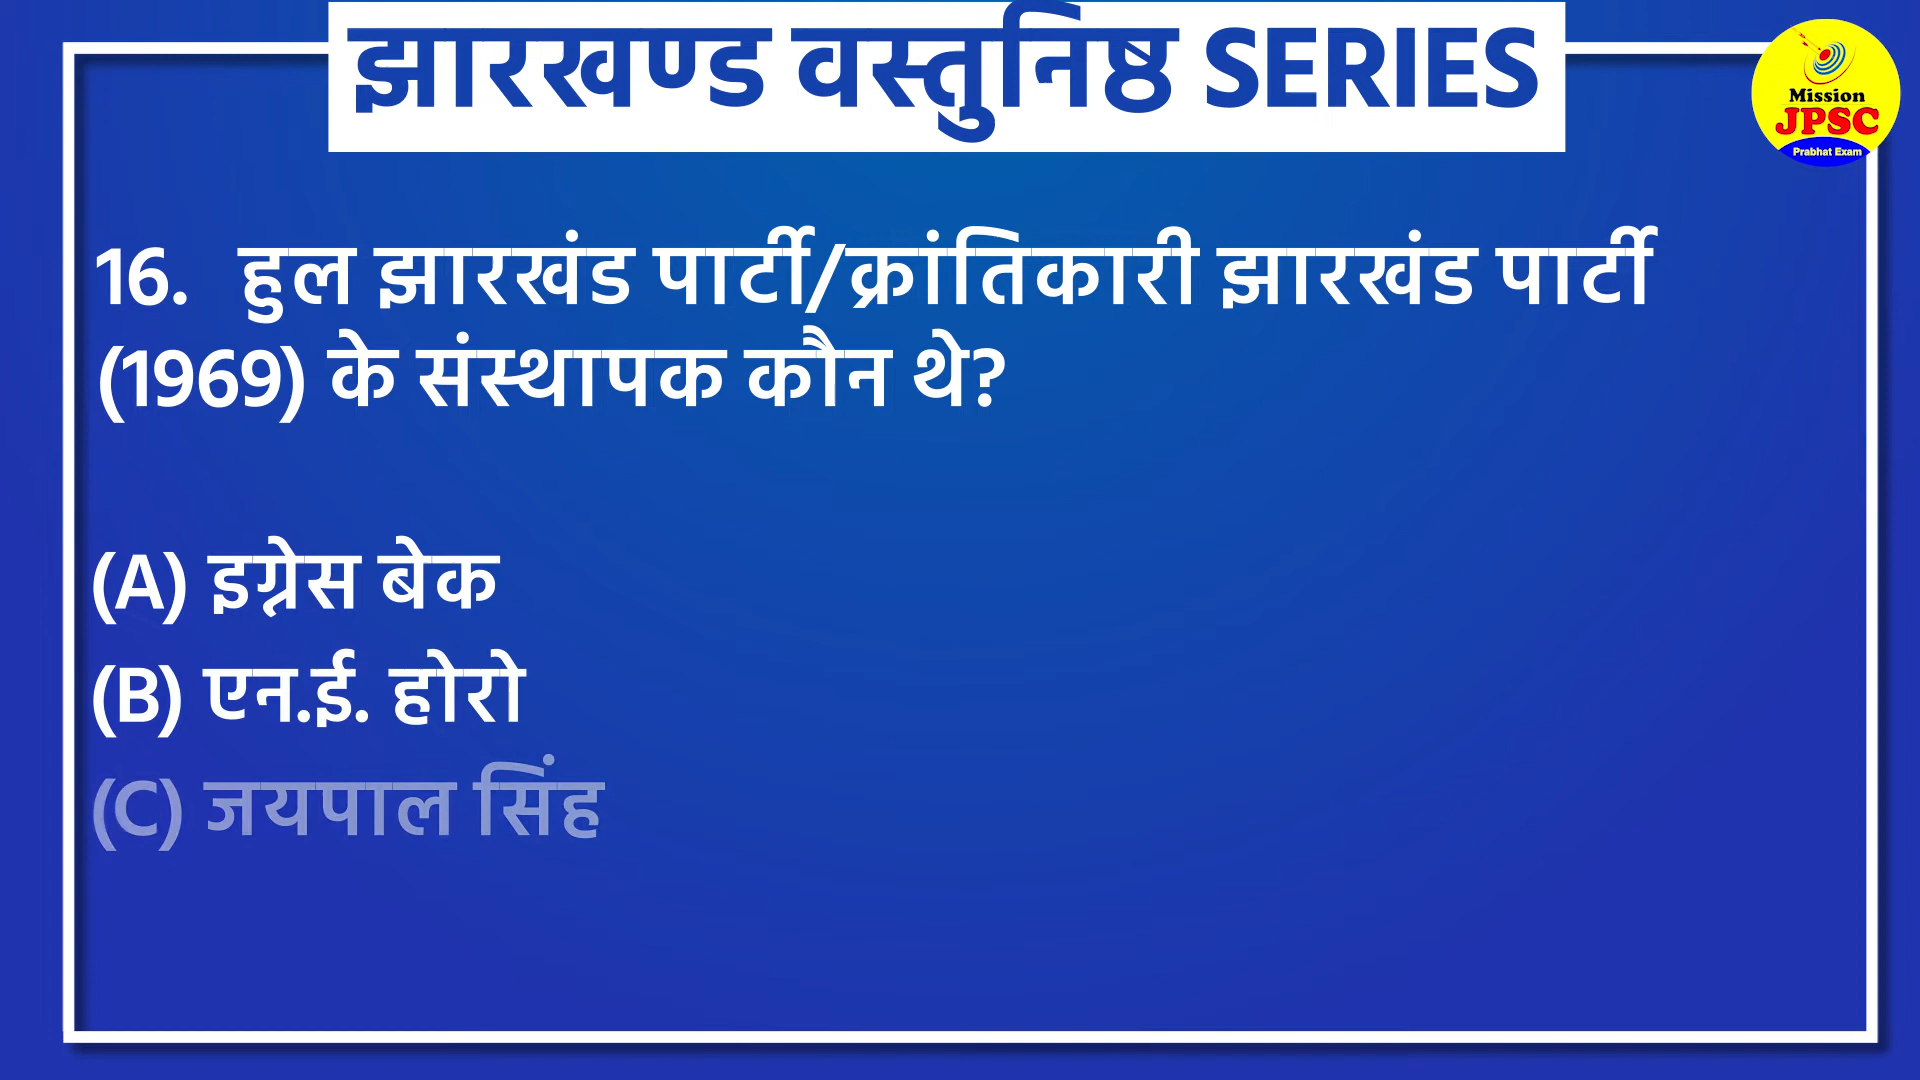 झारखण्ड वस्तुनिष्ठ SERIES
Mission
JPSC
Prabhat Exam
16. हुल झारखंड पार्टी/क्रांतिकारी झारखंड पार्टी
(1969) के संस्थापक कौन थे?
(A) इग्नेस बेक
(B) एन.ई. होरो
(C) जयपाल सिंह